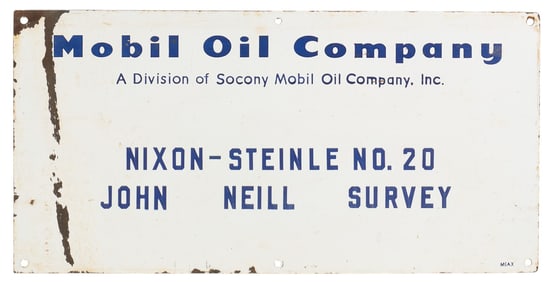 Mobil Oil Company
A Division of Socony Mobil Oil Company, Inc.
NIXON-STEINLE NO. 20
JOHN NEILL SURVEY